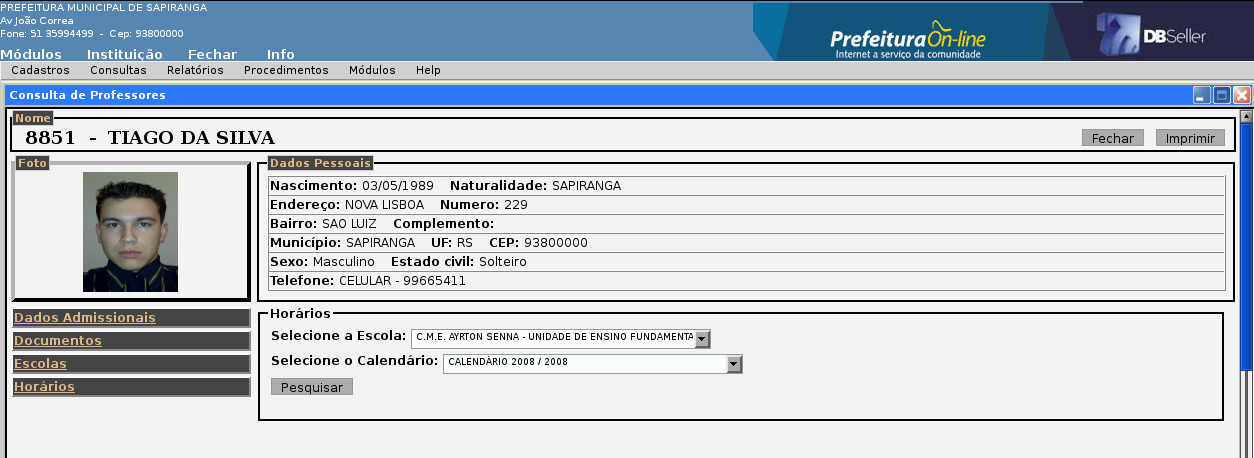 PREFEITURA MUNICIPAL DE SAPIRANGA
Av João Correa
Fone: 51 35994499 - Cep: 93800000
Prefeitura On-line
Internet a serviço da comunidade
DBSeller
Módulos Instituição Fechar Info
Cadastros Consultas Relatórios Procedimentos Módulos Help
Consulta de Professores
Nome
8851 - TIAGO DA SILVA
Fechar Imprimir
Foto
Dados Pessoais
Nascimento: 03/05/1989 Naturalidade: SAPIRANGA
Endereço: NOVA LISBOA Numero: 229
Bairro: SAO LUIZ Complemento:
Município: SAPIRANGA UF: RS CEP: 93800000
Sexo: Masculino Estado civil: Solteiro
Telefone: CELULAR - 99665411
Dados Admissionais
Documentos
Escolas
Horários
Horários
Selecione a Escola: C.M.E. AYRTON SENNA - UNIDADE DE ENSINO FUNDAMENTA
Selecione o Calendário: CALENDÁRIO 2008 / 2008
Pesquisar